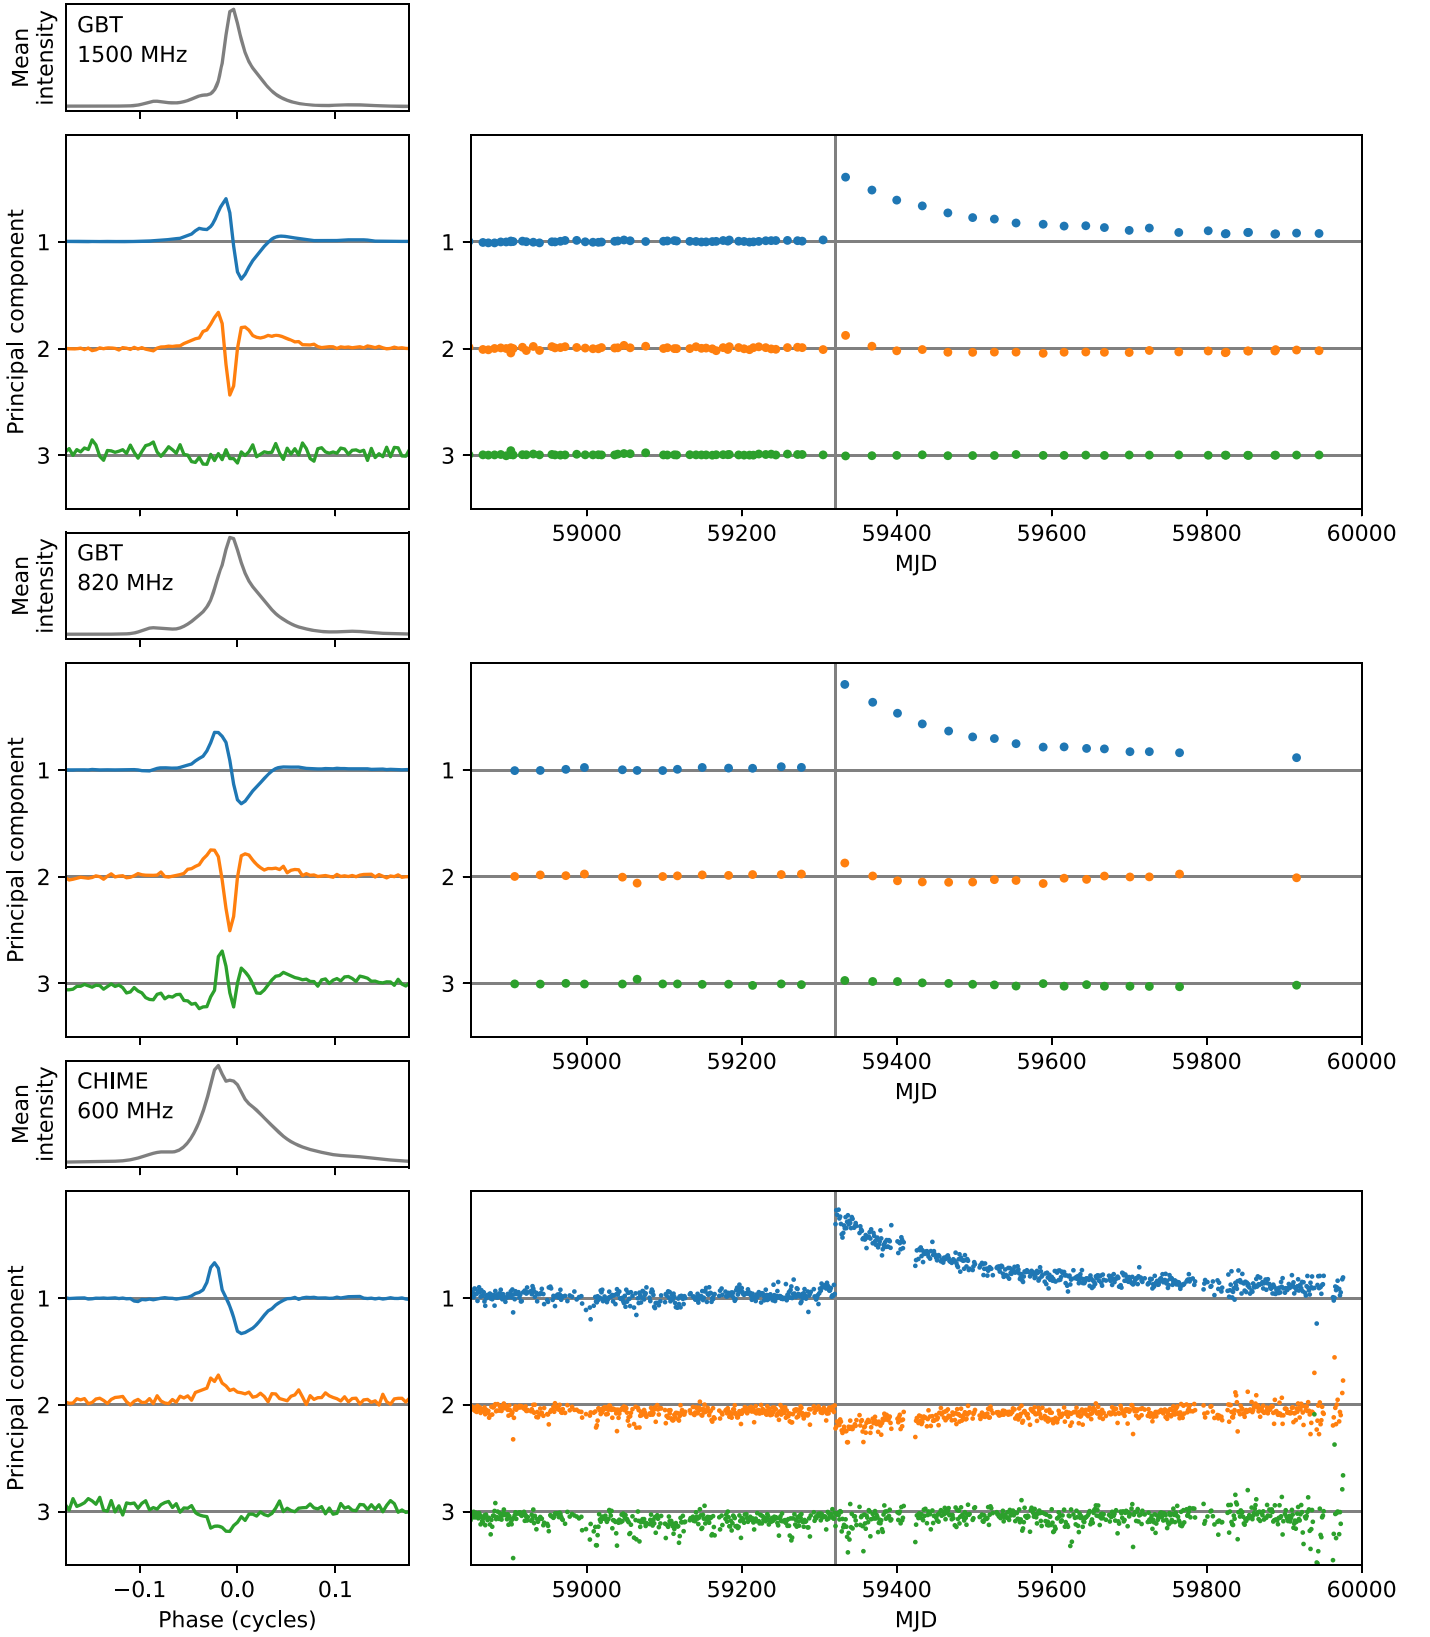 Mean
intensity
GBT
1500 MHz
Principal component
1
2
3
1
2
3
59000
59200
59400
59600
59800
60000
MJD
Mean
intensity
GBT
820 MHz
Principal component
1
2
3
1
2
3
59000
59200
59400
59600
59800
60000
MJD
Mean
intensity
CHIME
600 MHz
Principal component
1
2
3
−0.1
0.0
0.1
Phase (cycles)
1
2
3
59000
59200
59400
59600
59800
60000
MJD